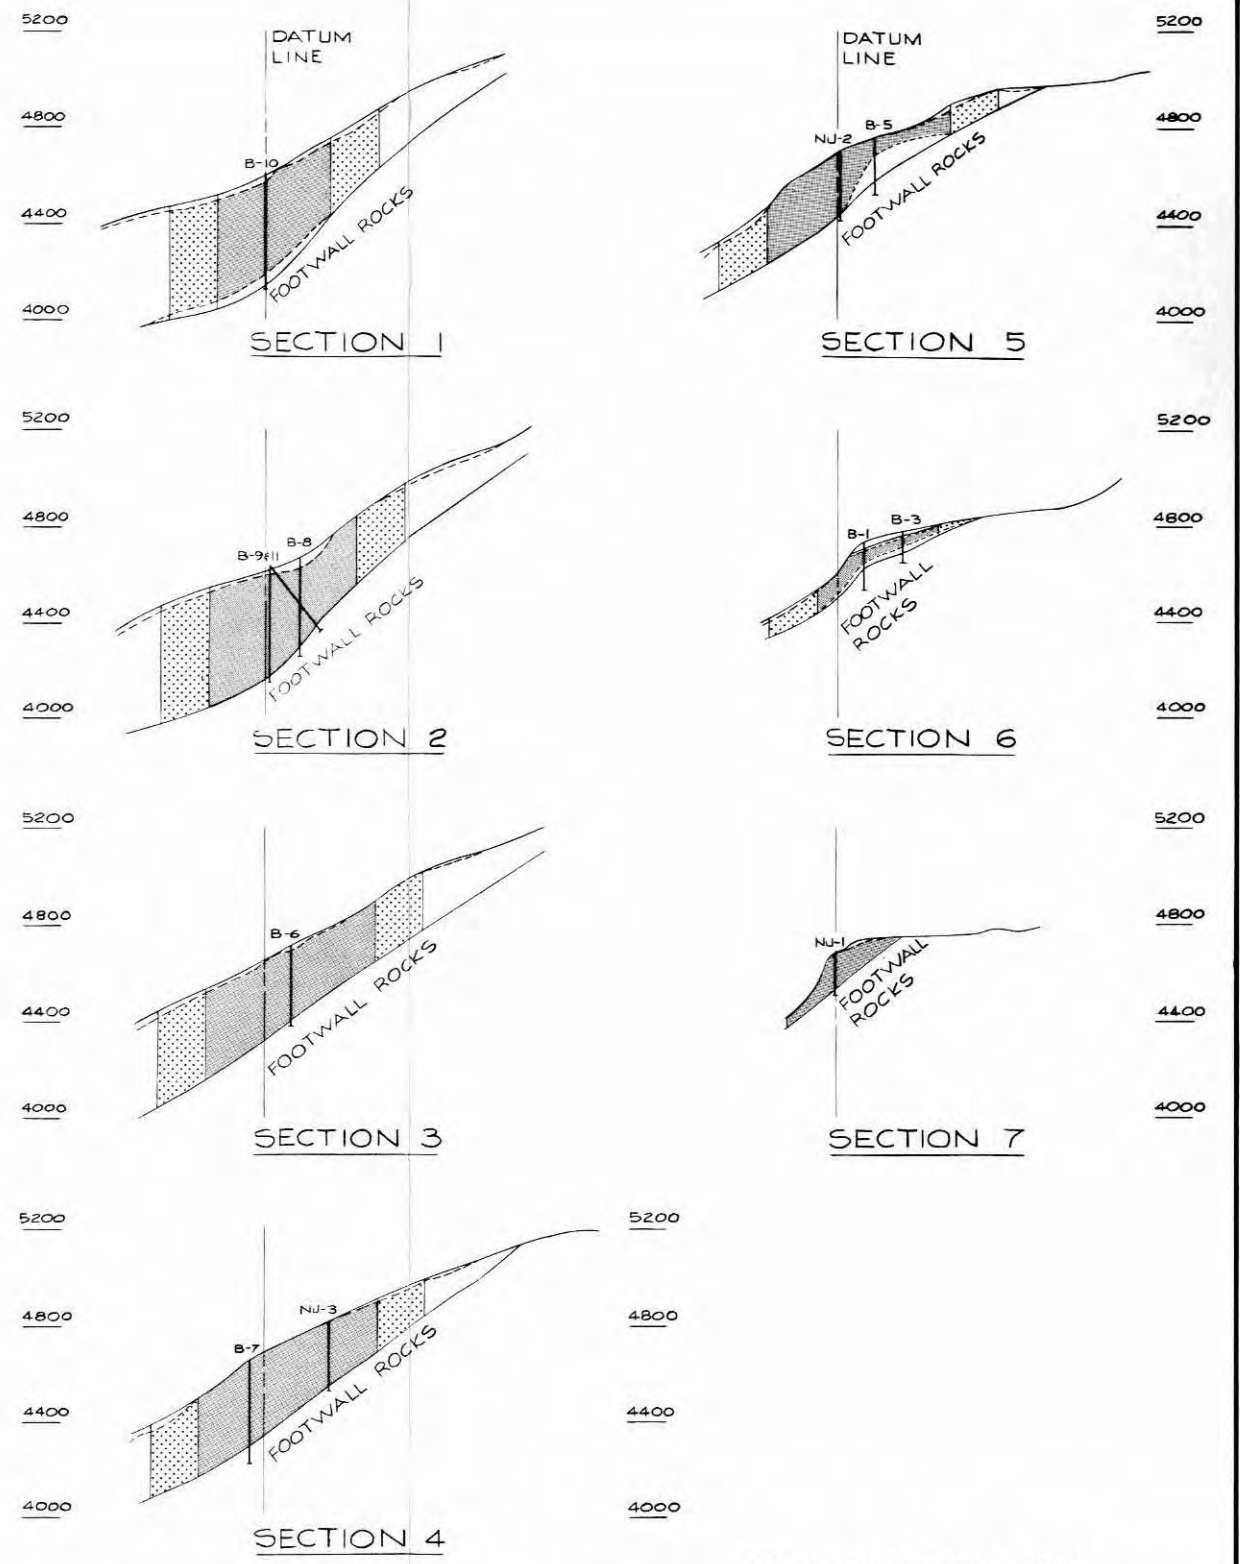 5200
4800
4400
4000
DATUM
LINE
B-10
FOOTWALL ROCKS
SECTION 1
DATUM
LINE
NJ-2
B-5
FOOTWALL ROCKS
SECTION 5
5200
4800
4400
4000
5200
4800
4400
4000
B-9&11
B-8
FOOTWALL ROCKS
SECTION 2
B-1
B-3
FOOTWALL
ROCKS
SECTION 6
5200
4800
4400
4000
5200
4800
4400
4000
B-6
FOOTWALL ROCKS
SECTION 3
NJ-1
FOOTWALL
ROCKS
SECTION 7
5200
4800
4400
4000
5200
4800
4400
4000
B-7
NJ-3
FOOTWALL ROCKS
SECTION 4
5200
4800
4400
4000